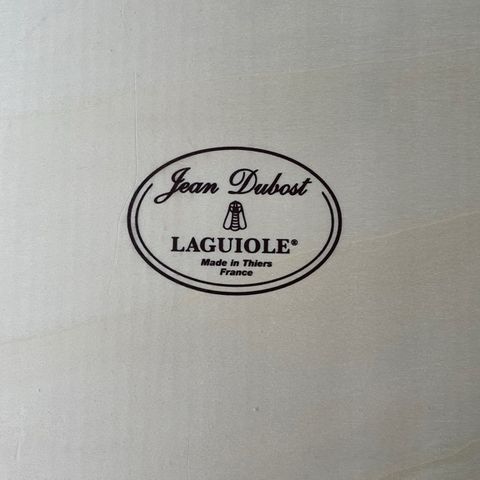 Jean Dubost
LAGUIOLE®
Made in Thiers
France